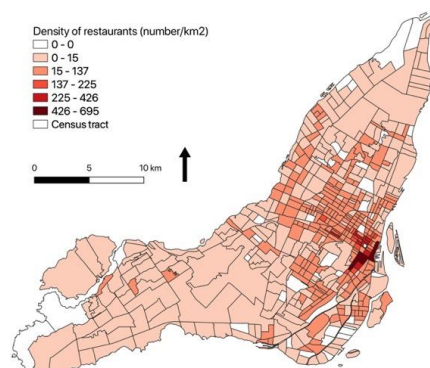 Density of restaurants (number/km2)
0 - 0
0 - 15
15 - 137
137 - 225
225 - 426
426 - 695
Census tract
0 5 10 km